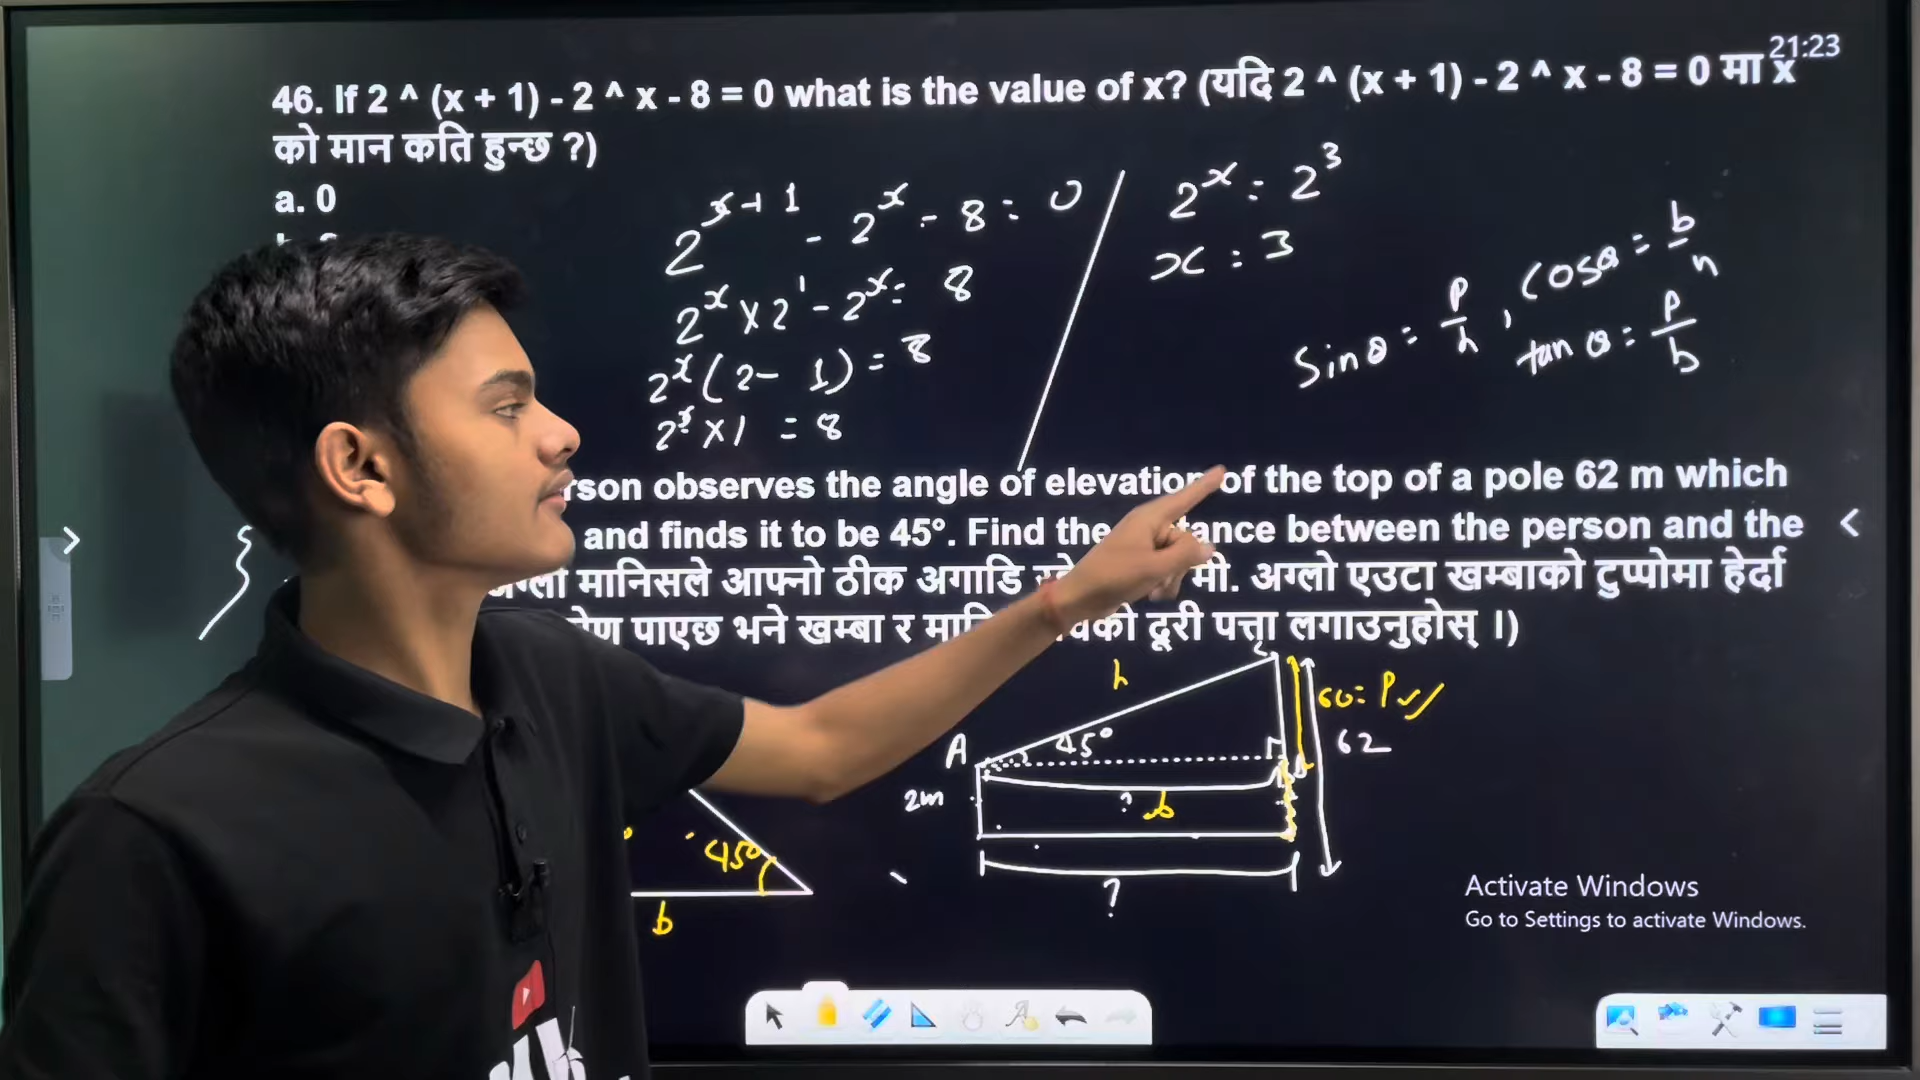 21:23
46. If 2 ^ (x + 1) - 2 ^ x - 8 = 0 what is the value of x? (यदि 2 ^ (x + 1) - 2 ^ x - 8 = 0 मा x
को मान कति हुन्छ ?)
a. 0
2^x+1 - 2^x - 8 = 0
2^x × 2^1 - 2^x = 8
2^x (2 - 1) = 8
2^x × 1 = 8
2^x = 2^3
x = 3
Sinθ = p/h , Cosθ = b/h
tanθ = p/b
observes the angle of elevation of the top of a pole 62 m which
and finds it to be 45°. Find the between the person and the
मानिसले आफ्नो ठीक अगाडि मी. अग्लो एउटा खम्बाको टुप्पोमा हेर्दा
पाएछ भने खम्बा र दूरी पत्ता लगाउनुहोस् ।)
h
60 = P
A
45°
62
2m
? b
?
45°
b
Activate Windows
Go to Settings to activate Windows.